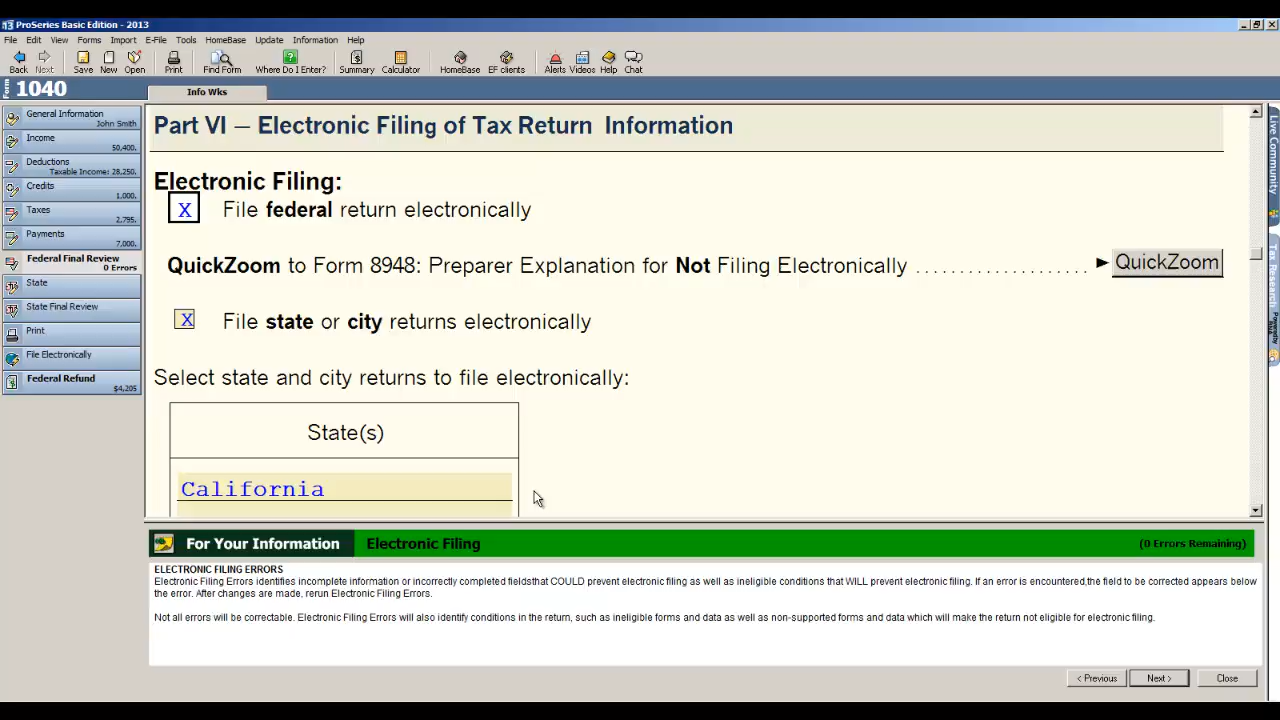 ProSeries Basic Edition - 2013
File Edit View Forms Import E-File Tools HomeBase Update Information Help
Back Next Save New Open Print Find Form Where Do I Enter? Summary Calculator HomeBase EF clients Alerts Videos Help Chat
Form 1040
Info Wks
General Information
John Smith
Income
50,400.
Deductions
Taxable Income: 28,250.
Credits
1,000.
Taxes
2,795.
Payments
7,000.
Federal Final Review
0 Errors
State
State Final Review
Print
File Electronically
Federal Refund
$4,205
Part VI — Electronic Filing of Tax Return Information
Electronic Filing:
X File federal return electronically
QuickZoom to Form 8948: Preparer Explanation for Not Filing Electronically .................... QuickZoom
X File state or city returns electronically
Select state and city returns to file electronically:
State(s)
California
Live Community
Tax Research
Powered by
For Your Information Electronic Filing (0 Errors Remaining)
ELECTRONIC FILING ERRORS
Electronic Filing Errors identifies incomplete information or incorrectly completed fieldsthat COULD prevent electronic filing as well as ineligible conditions that WILL prevent electronic filing. If an error is encountered,the field to be corrected appears below
the error. After changes are made, rerun Electronic Filing Errors.
Not all errors will be correctable. Electronic Filing Errors will also identify conditions in the return, such as ineligible forms and data as well as non-supported forms and data which will make the return not eligible for electronic filing.
< Previous Next > Close